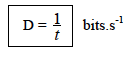 D = 1/t bits.s⁻¹